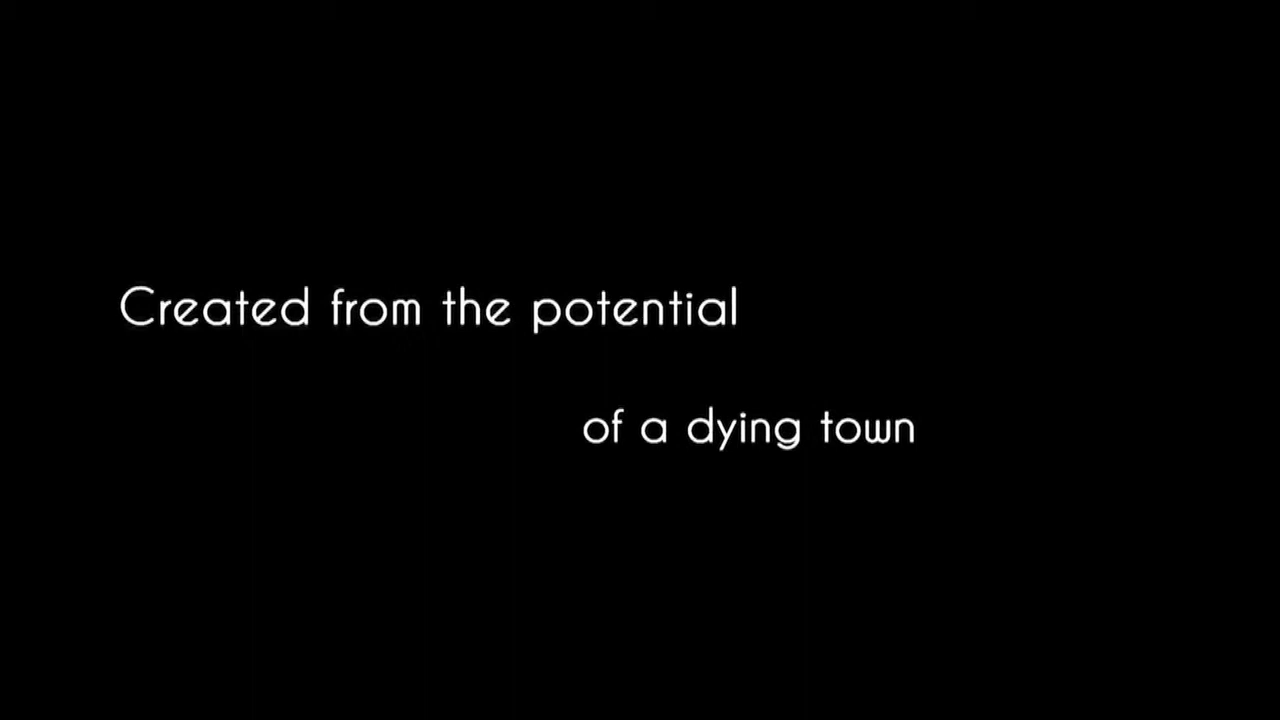 Created from the potential
of a dying town